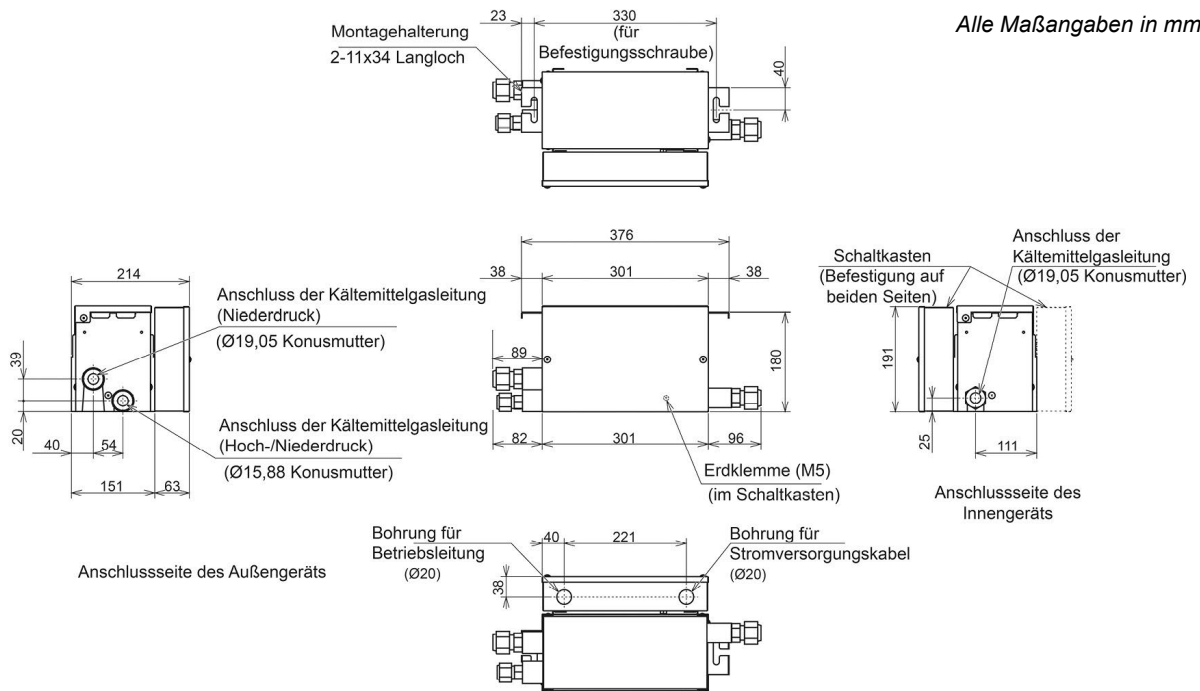 Alle Maßangaben in mm
23
330
(für
Befestigungsschraube)
Montagehalterung
2-11x34 Langloch
40
376
38
301
38
89
180
82
301
96
Erdklemme (M5)
(im Schaltkasten)
214
Anschluss der Kältemittelgasleitung
(Niederdruck)
(Ø19,05 Konusmutter)
39
20
Anschluss der Kältemittelgasleitung
(Hoch-/Niederdruck)
(Ø15,88 Konusmutter)
40
54
151
63
Anschlussseite des Außengeräts
Schaltkasten
(Befestigung auf
beiden Seiten)
Anschluss der
Kältemittelgasleitung
(Ø19,05 Konusmutter)
191
25
111
Anschlussseite des
Innengeräts
Bohrung für
Betriebsleitung
(Ø20)
40
221
Bohrung für
Stromversorgungskabel
(Ø20)
38